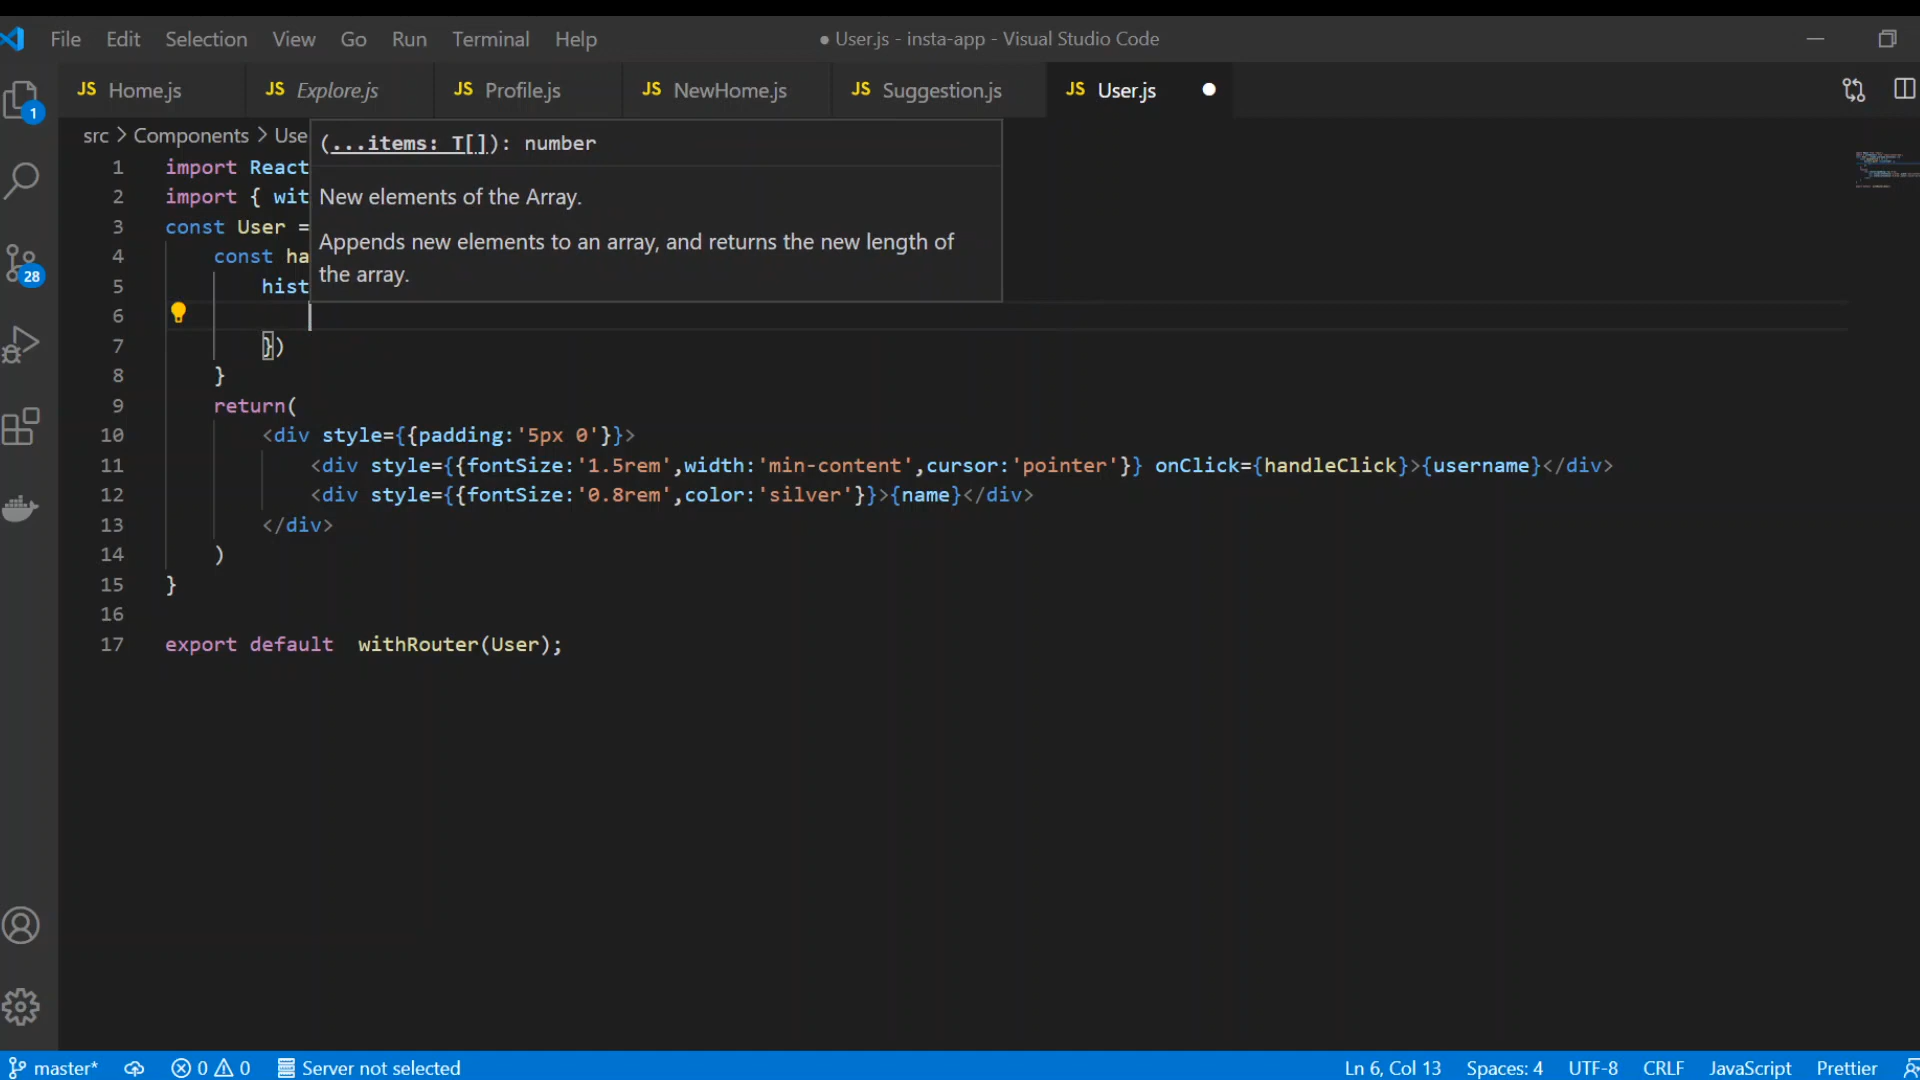 File Edit Selection View Go Run Terminal Help ● User.js - insta-app - Visual Studio Code
JS Home.js JS Explore.js JS Profile.js JS NewHome.js JS Suggestion.js JS User.js ●
src > Components > Use
(...items: T[]): number
New elements of the Array.
Appends new elements to an array, and returns the new length of
the array.
1 import React
2 import { wit
3 const User =
4 const ha
5 hist
6
7 })
8 }
9 return(
10 <div style={{padding:'5px 0'}}>
11 <div style={{fontSize:'1.5rem',width:'min-content',cursor:'pointer'}} onClick={handleClick}>{username}</div>
12 <div style={{fontSize:'0.8rem',color:'silver'}}>{name}</div>
13 </div>
14 )
15 }
16
17 export default  withRouter(User);
1
28
master* 0 0 Server not selected Ln 6, Col 13 Spaces: 4 UTF-8 CRLF JavaScript Prettier